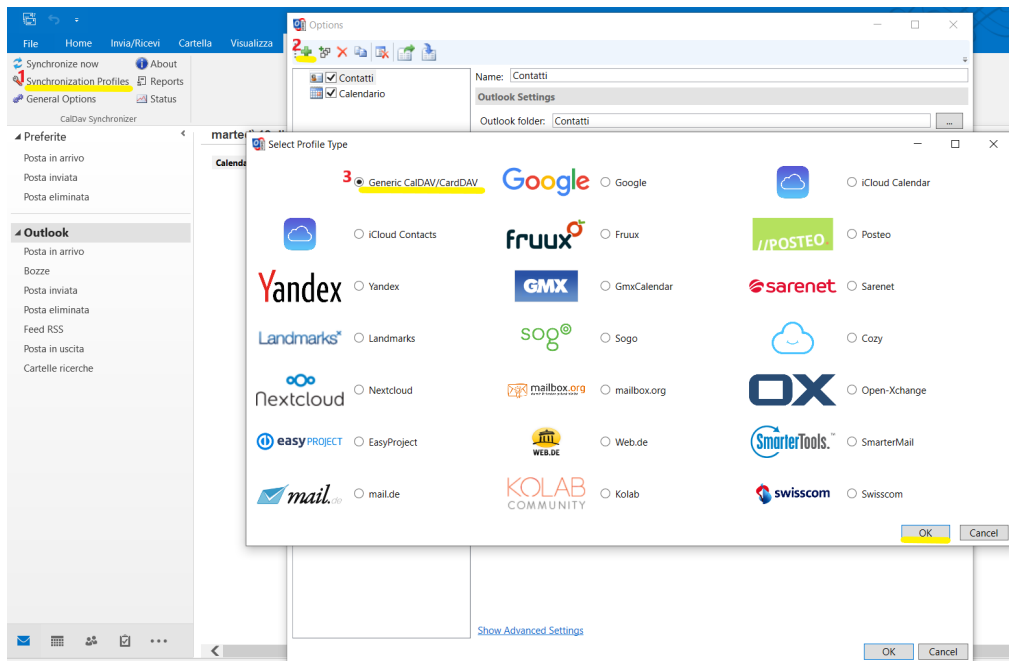 File Home Invia/Ricevi Cartella Visualizza
1
Synchronize now About
Synchronization Profiles Reports
General Options Status
CalDav Synchronizer
Preferite
Posta in arrivo
Posta inviata
Posta eliminata
Outlook
Posta in arrivo
Bozze
Posta inviata
Posta eliminata
Feed RSS
Posta in uscita
Cartelle ricerche
Calenda
Options
2
Contatti
Calendario
Name: Contatti
Outlook Settings
Outlook folder: Contatti ...
Select Profile Type
3 Generic CalDAV/CardDAV
Google Google
iCloud Calendar
iCloud Contacts
fruux Fruux
//POSTEO Posteo
Yandex Yandex
GMX GmxCalendar
sarenet Sarenet
Landmarks Landmarks
sogo Sogo
Cozy
Nextcloud Nextcloud
mailbox.org mailbox.org
OX Open-Xchange
easy PROJECT EasyProject
WEB.DE Web.de
SmarterTools. SmarterMail
mail.de mail.de
KOLAB COMMUNITY Kolab
swisscom Swisscom
OK Cancel
Show Advanced Settings
OK Cancel